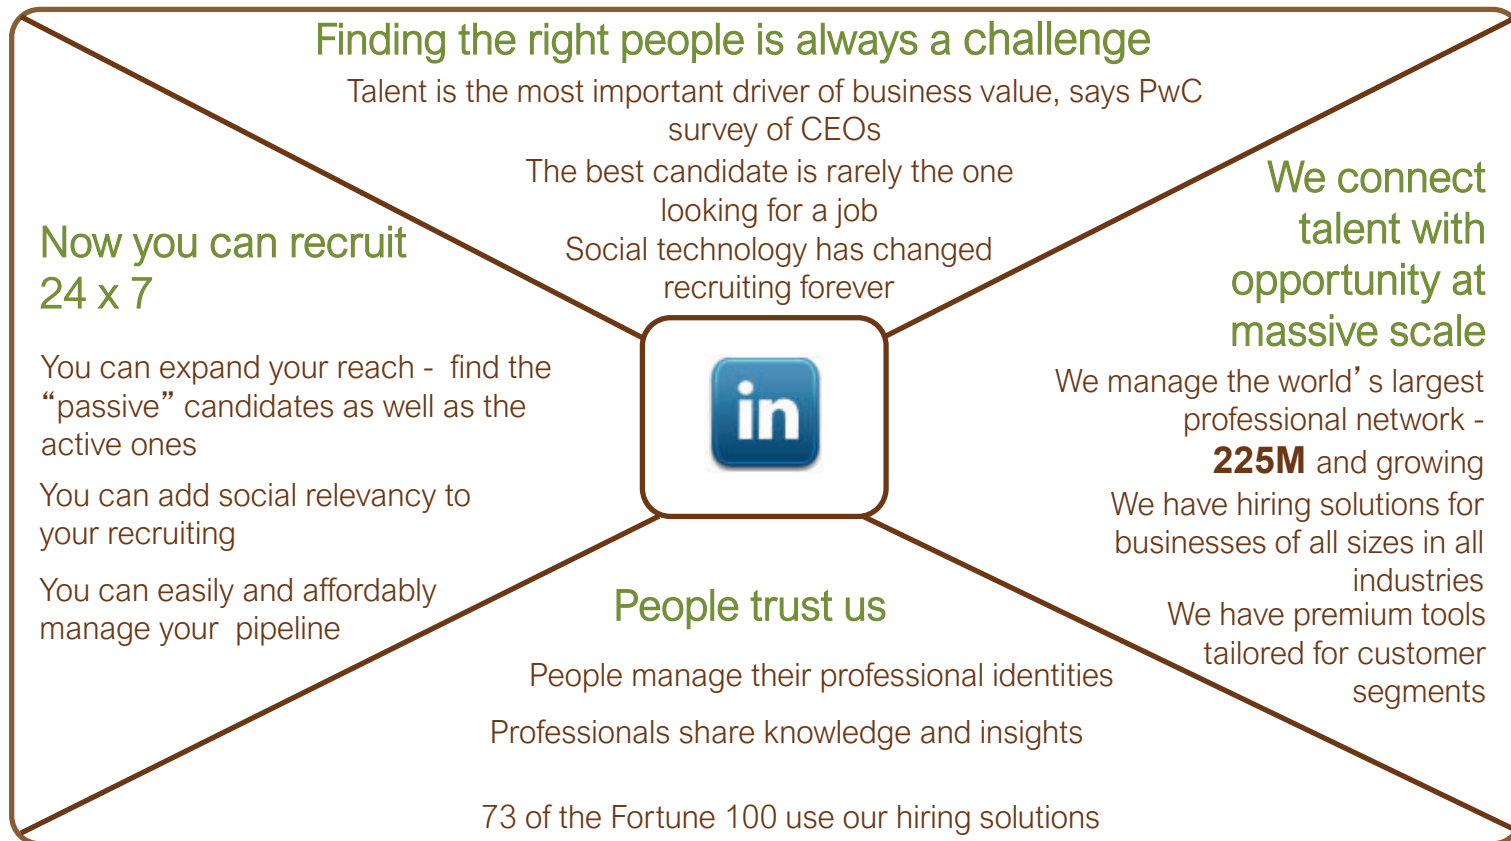 Finding the right people is always a challenge
Talent is the most important driver of business value, says PwC
survey of CEOs
The best candidate is rarely the one
looking for a job
Social technology has changed
recruiting forever
Now you can recruit
24 x 7
You can expand your reach - find the
“passive” candidates as well as the
active ones
You can add social relevancy to
your recruiting
You can easily and affordably
manage your pipeline
in
We connect
talent with
opportunity at
massive scale
We manage the world’s largest
professional network -
225M and growing
We have hiring solutions for
businesses of all sizes in all
industries
We have premium tools
tailored for customer
segments
People trust us
People manage their professional identities
Professionals share knowledge and insights
73 of the Fortune 100 use our hiring solutions